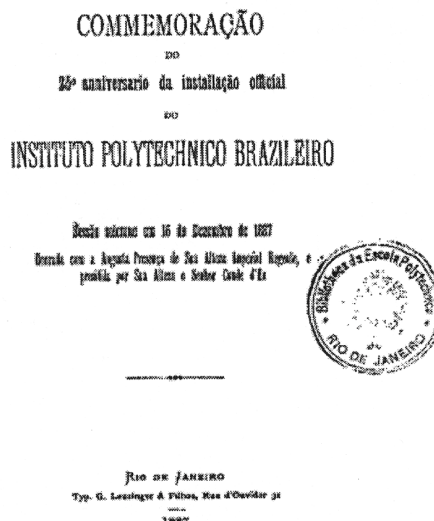 COMMEMORAÇÃO
DO
25º anniversario da installação official
DO
INSTITUTO POLYTECHNICO BRAZILEIRO
Sessão solemne em 16 de Dezembro de 1887
Honrada com a Augusta Presença de Sua Alteza Imperial Regente, e
presidida por Sua Alteza o Senhor Conde d'Eu
Bibliotheca da Escola Polytechnica
RIO DE JANEIRO
RIO DE JANEIRO
Typ. G. Leuzinger & Filhos, Rua d'Ouvidor 31
1887